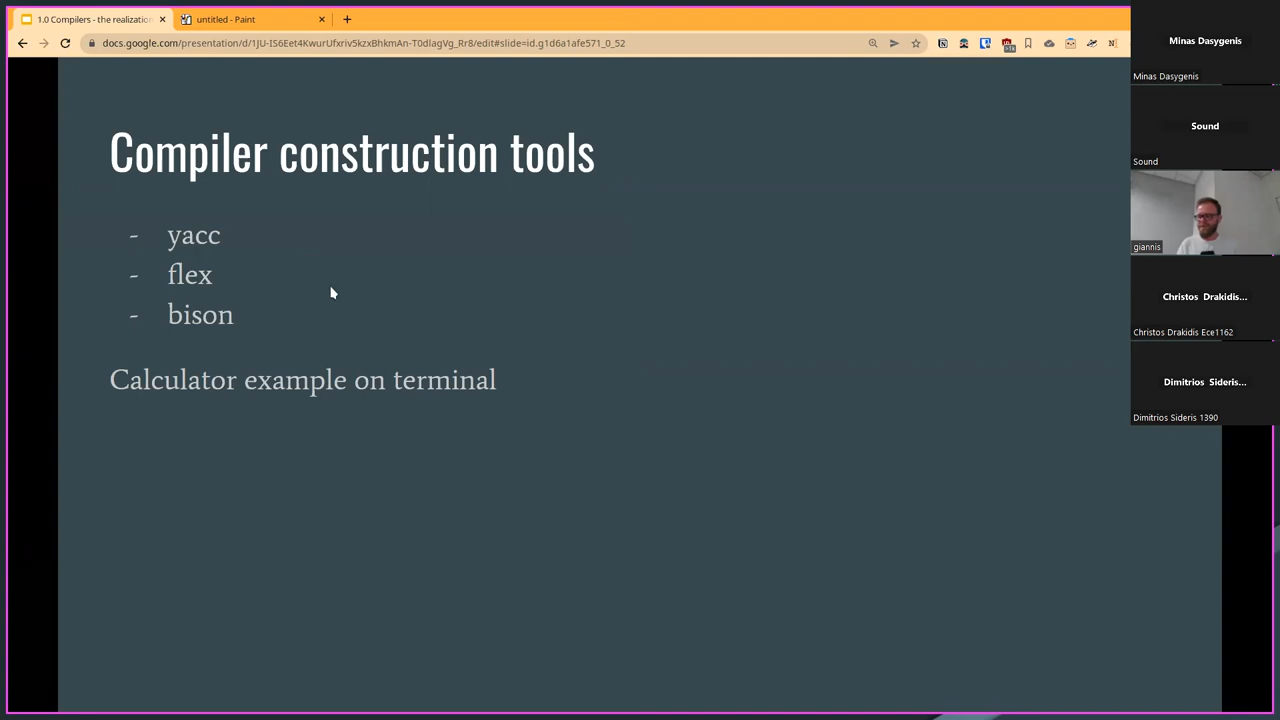 1.0 Compilers - the realization
untitled - Paint
docs.google.com/presentation/d/1JU-IS6Eet4KwurUfxriv5kzxBhkmAn-T0dlagVg_Rr8/edit#slide=id.g1d6a1afe571_0_52
Compiler construction tools
- yacc
- flex
- bison
Calculator example on terminal
Minas Dasygenis
Minas Dasygenis
Sound
Sound
giannis
Christos Drakidis...
Christos Drakidis Ece1162
Dimitrios Sideris...
Dimitrios Sideris 1390